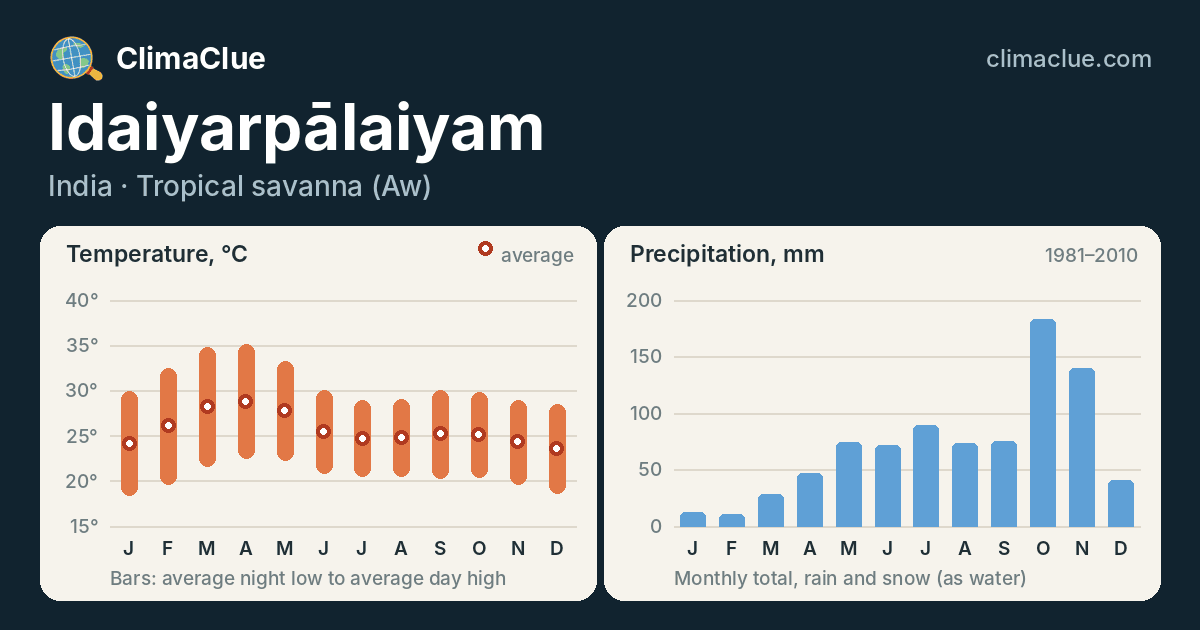 ClimaClue
climaclue.com
Idaiyarpālaiyam
India · Tropical savanna (Aw)
Temperature, °C
average
40°
35°
30°
25°
20°
15°
J F M A M J J A S O N D
Bars: average night low to average day high
Precipitation, mm
1981–2010
200
150
100
50
0
J F M A M J J A S O N D
Monthly total, rain and snow (as water)